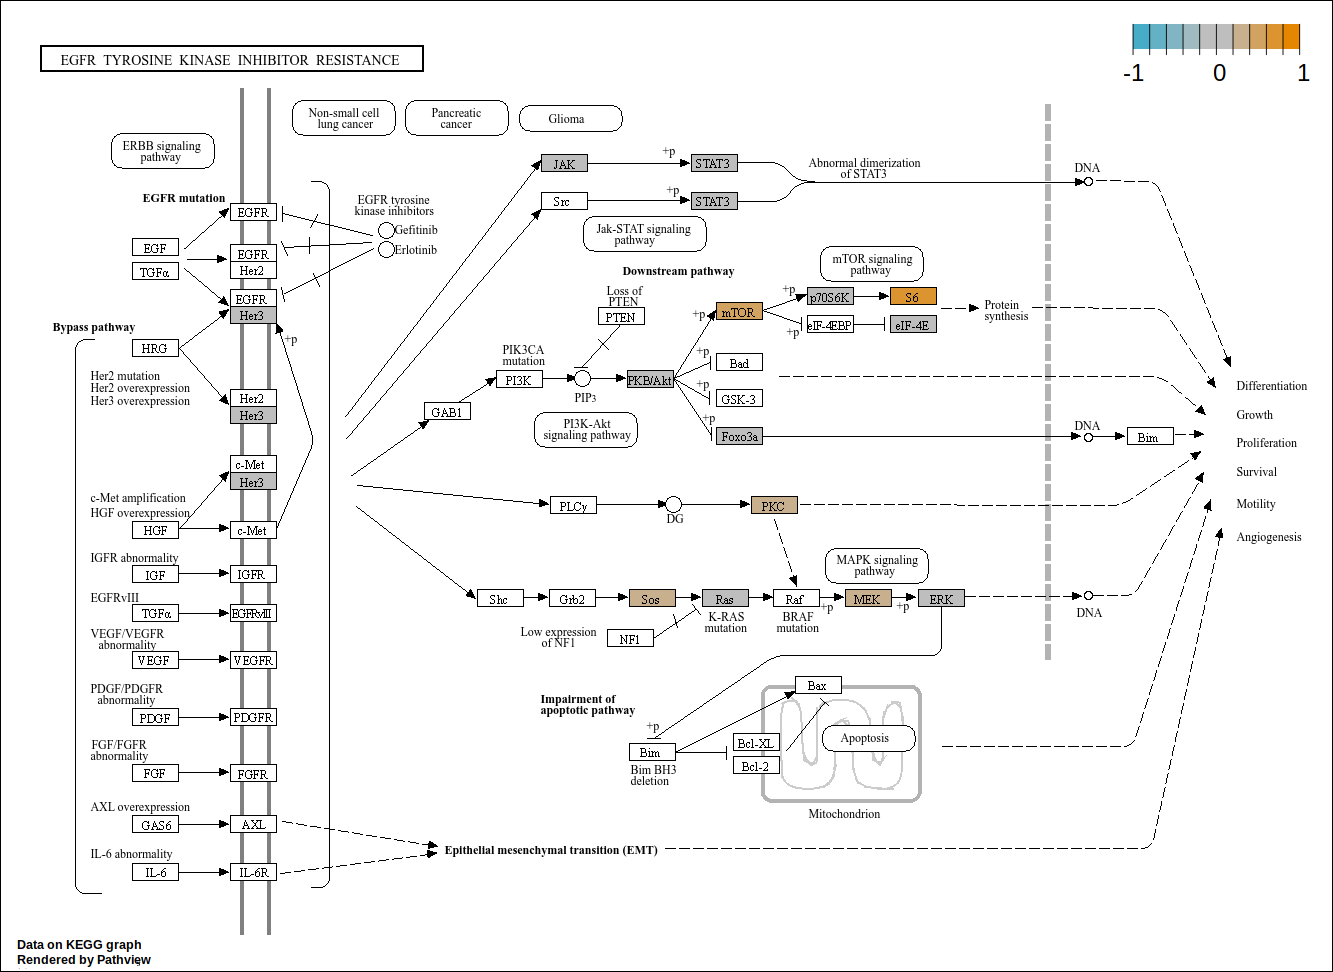 EGFR TYROSINE KINASE INHIBITOR RESISTANCE
-1
0
1
Non-small cell
lung cancer
Pancreatic
cancer
Glioma
ERBB signaling
pathway
EGFR mutation
EGF
TGFα
EGFR
EGFR
Her2
EGFR
Her3
EGFR tyrosine
kinase inhibitors
Gefitinib
Erlotinib
Bypass pathway
HRG
+p
Her2 mutation
Her2 overexpression
Her3 overexpression
Her2
Her3
c-Met
Her3
c-Met amplification
HGF overexpression
HGF
c-Met
IGFR abnormality
IGF
IGFR
EGFRvIII
TGFα
EGFRvIII
VEGF/VEGFR
abnormality
VEGF
VEGFR
PDGF/PDGFR
abnormality
PDGF
PDGFR
FGF/FGFR
abnormality
FGF
FGFR
AXL overexpression
GAS6
AXL
IL-6 abnormality
IL-6
IL-6R
JAK
+p
STAT3
Src
+p
STAT3
Abnormal dimerization
of STAT3
DNA
Jak-STAT signaling
pathway
Downstream pathway
mTOR signaling
pathway
Loss of
PTEN
PTEN
+p
mTOR
+p
p70S6K
S6
+p
eIF-4EBP
eIF-4E
Protein
synthesis
PIK3CA
mutation
PI3K
PIP3
PKB/Akt
+p
Bad
+p
GSK-3
+p
Foxo3a
GAB1
PI3K-Akt
signaling pathway
DNA
Bim
PLCγ
DG
PKC
MAPK signaling
pathway
Shc
Grb2
Sos
Ras
Raf
+p
MEK
+p
ERK
DNA
K-RAS
mutation
BRAF
mutation
Low expression
of NF1
NF1
Impairment of
apoptotic pathway
+p
Bim
Bim BH3
deletion
Bax
Bcl-XL
Bcl-2
Apoptosis
Mitochondrion
Epithelial mesenchymal transition (EMT)
Differentiation
Growth
Proliferation
Survival
Motility
Angiogenesis
Data on KEGG graph
Rendered by Pathview